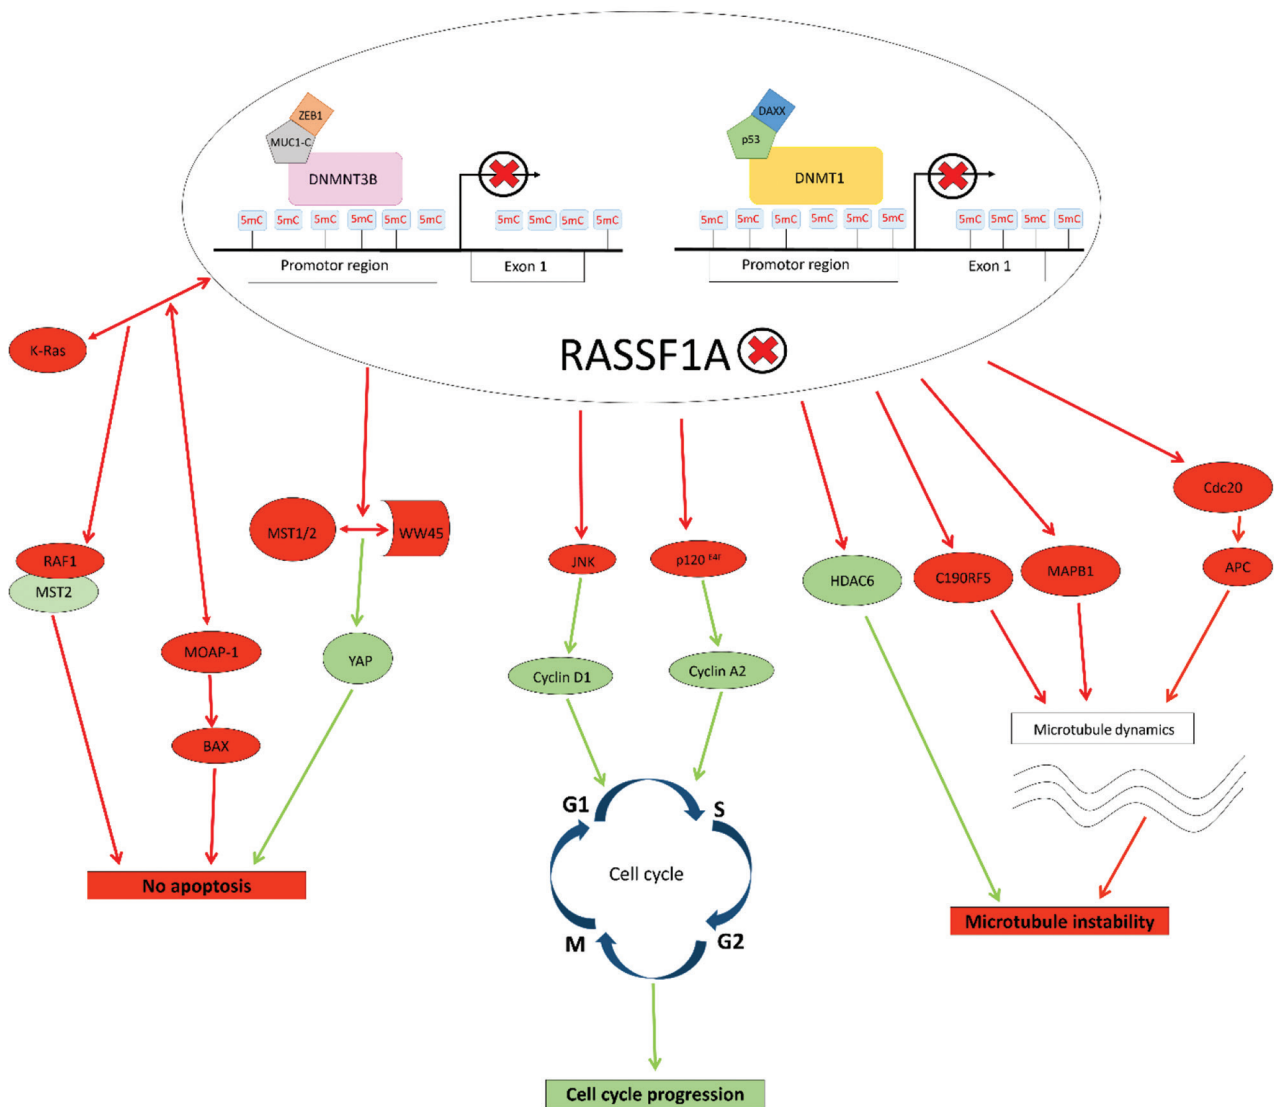 ZEB1
MUC1-C
DNMNT3B
5mC 5mC 5mC 5mC 5mC 5mC 5mC 5mC 5mC 5mC
Promotor region
Exon 1
DAXX
p53
DNMT1
5mC 5mC 5mC 5mC 5mC 5mC 5mC 5mC 5mC 5mC
Promotor region
Exon 1
RASSF1A
K-Ras
RAF1
MST2
MOAP-1
BAX
MST1/2
WW45
YAP
No apoptosis
JNK
p120 E4F
Cyclin D1
Cyclin A2
G1
S
Cell cycle
M
G2
Cell cycle progression
HDAC6
C190RF5
MAPB1
Cdc20
APC
Microtubule dynamics
Microtubule instability